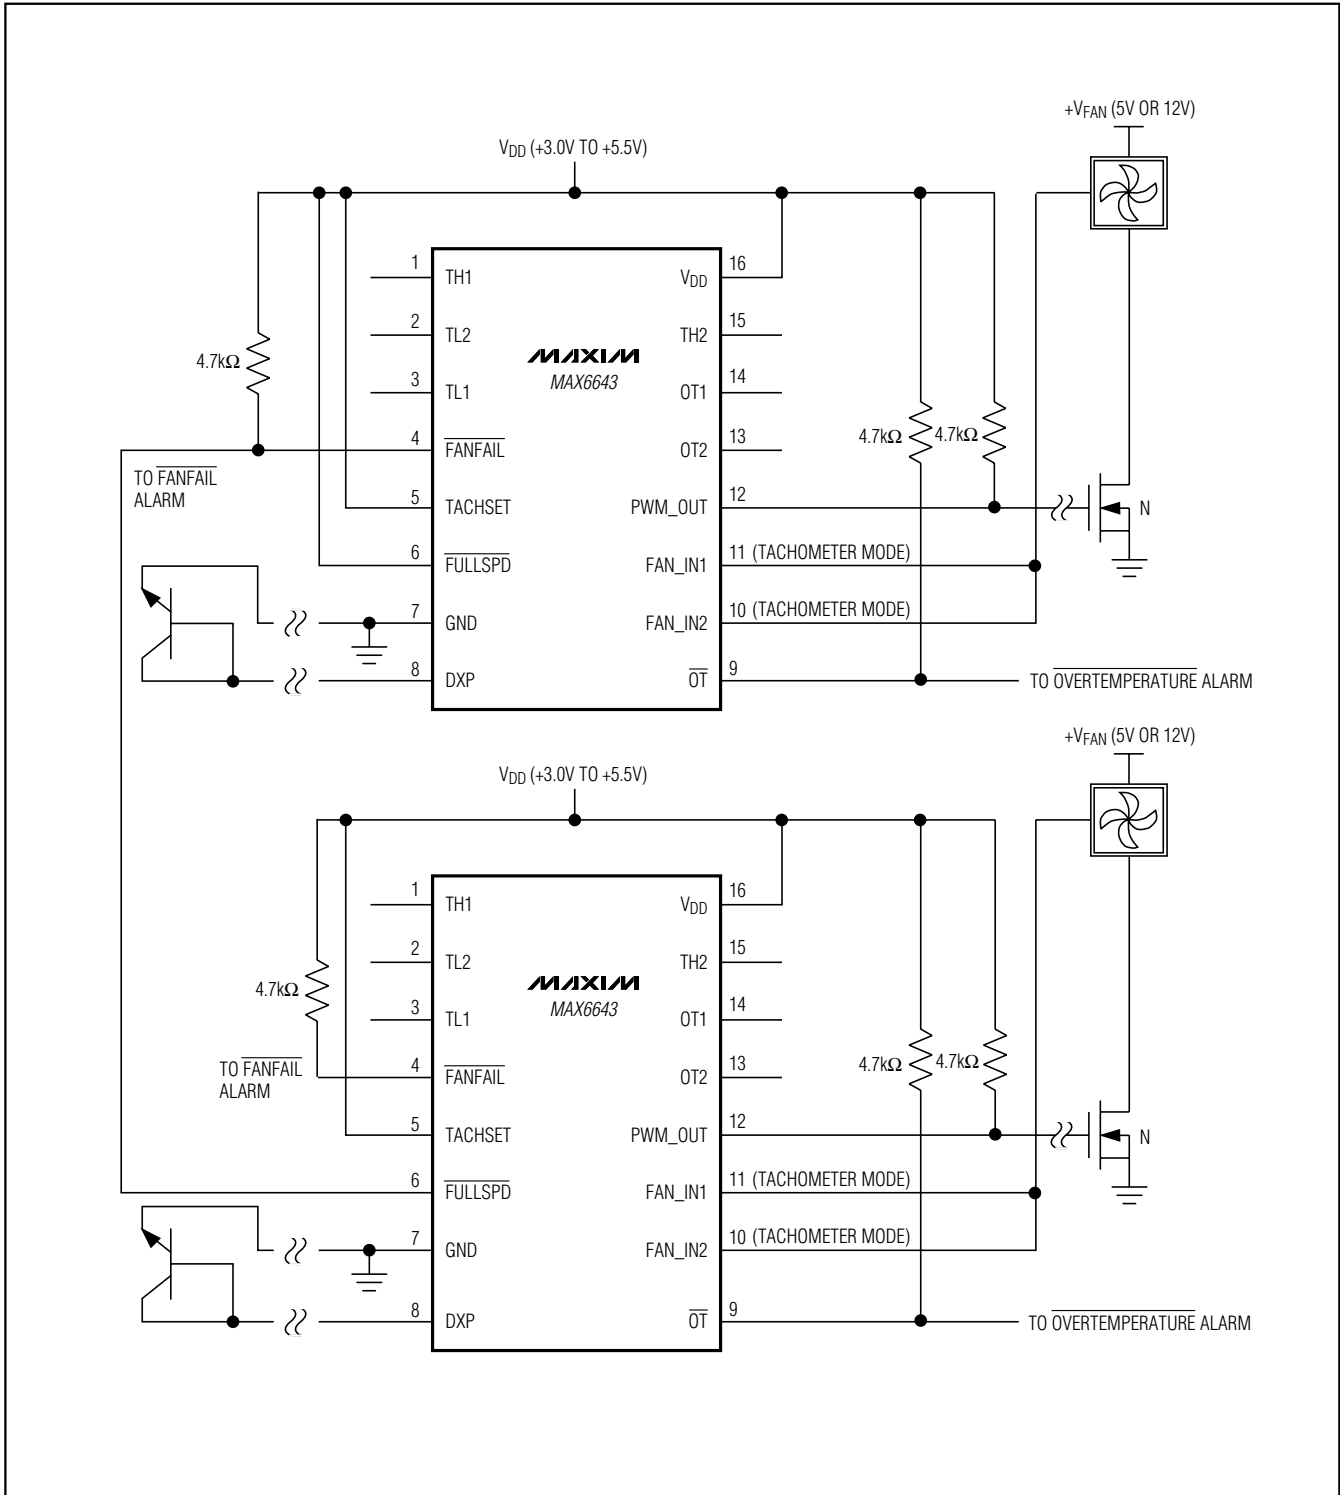 +VFAN (5V OR 12V)
VDD (+3.0V TO +5.5V)
1
TH1
VDD
16
2
TL2
TH2
15
4.7kΩ
MAXIM
MAX6643
3
TL1
OT1
14
4
FANFAIL
OT2
13
4.7kΩ
4.7kΩ
TO FANFAIL
ALARM
5
TACHSET
PWM_OUT
12
N
6
FULLSPD
FAN_IN1
11 (TACHOMETER MODE)
7
GND
FAN_IN2
10 (TACHOMETER MODE)
8
DXP
OT
9
TO OVERTEMPERATURE ALARM
+VFAN (5V OR 12V)
VDD (+3.0V TO +5.5V)
1
TH1
VDD
16
2
TL2
TH2
15
4.7kΩ
MAXIM
MAX6643
3
TL1
OT1
14
TO FANFAIL
ALARM
4
FANFAIL
OT2
13
4.7kΩ
4.7kΩ
5
TACHSET
PWM_OUT
12
N
6
FULLSPD
FAN_IN1
11 (TACHOMETER MODE)
7
GND
FAN_IN2
10 (TACHOMETER MODE)
8
DXP
OT
9
TO OVERTEMPERATURE ALARM